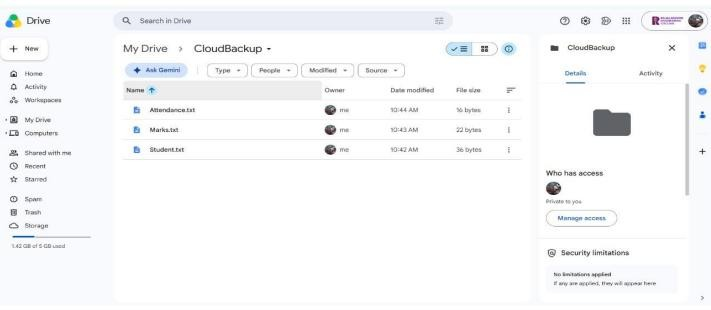 Drive
Search in Drive
New
Home
Activity
Workspaces
My Drive
Computers
Shared with me
Recent
Starred
Spam
Trash
Storage
1.42 GB of 5 GB used
My Drive > CloudBackup
Ask Gemini Type People Modified Source
Name Owner Date modified File size
Attendance.txt me 10:44 AM 16 bytes
Marks.txt me 10:43 AM 22 bytes
Student.txt me 10:42 AM 36 bytes
CloudBackup
Details Activity
Who has access
Private to you
Manage access
Security limitations
No limitations applied
If any are applied, they will appear here